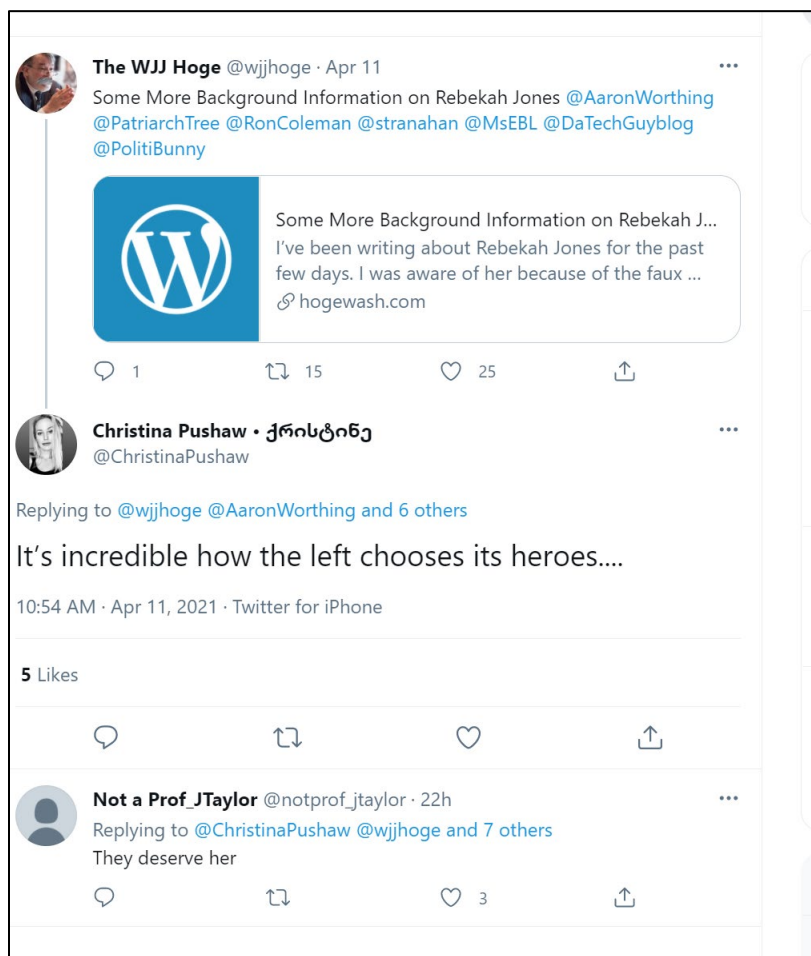 The WJJ Hoge @wjjhoge · Apr 11
Some More Background Information on Rebekah Jones @AaronWorthing
@PatriarchTree @RonColeman @stranahan @MsEBL @DaTechGuyblog
@PolitiBunny
Some More Background Information on Rebekah J...
I've been writing about Rebekah Jones for the past
few days. I was aware of her because of the faux ...
hogewash.com
1 15 25
Christina Pushaw • ქრისტინე
@ChristinaPushaw
Replying to @wjjhoge @AaronWorthing and 6 others
It's incredible how the left chooses its heroes....
10:54 AM · Apr 11, 2021 · Twitter for iPhone
5 Likes
Not a Prof_JTaylor @notprof_jtaylor · 22h
Replying to @ChristinaPushaw @wjjhoge and 7 others
They deserve her
3